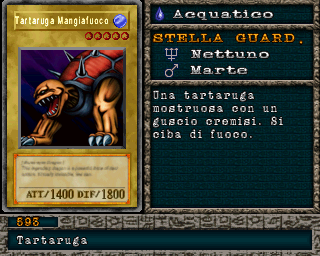 Tartaruga Mangiafuoco
ATT/1400 DIF/1800
Acquatico
STELLA GUARD.
Nettuno
Marte
Una tartaruga
mostruosa con un
guscio cremisi. Si
ciba di fuoco.
593
Tartaruga